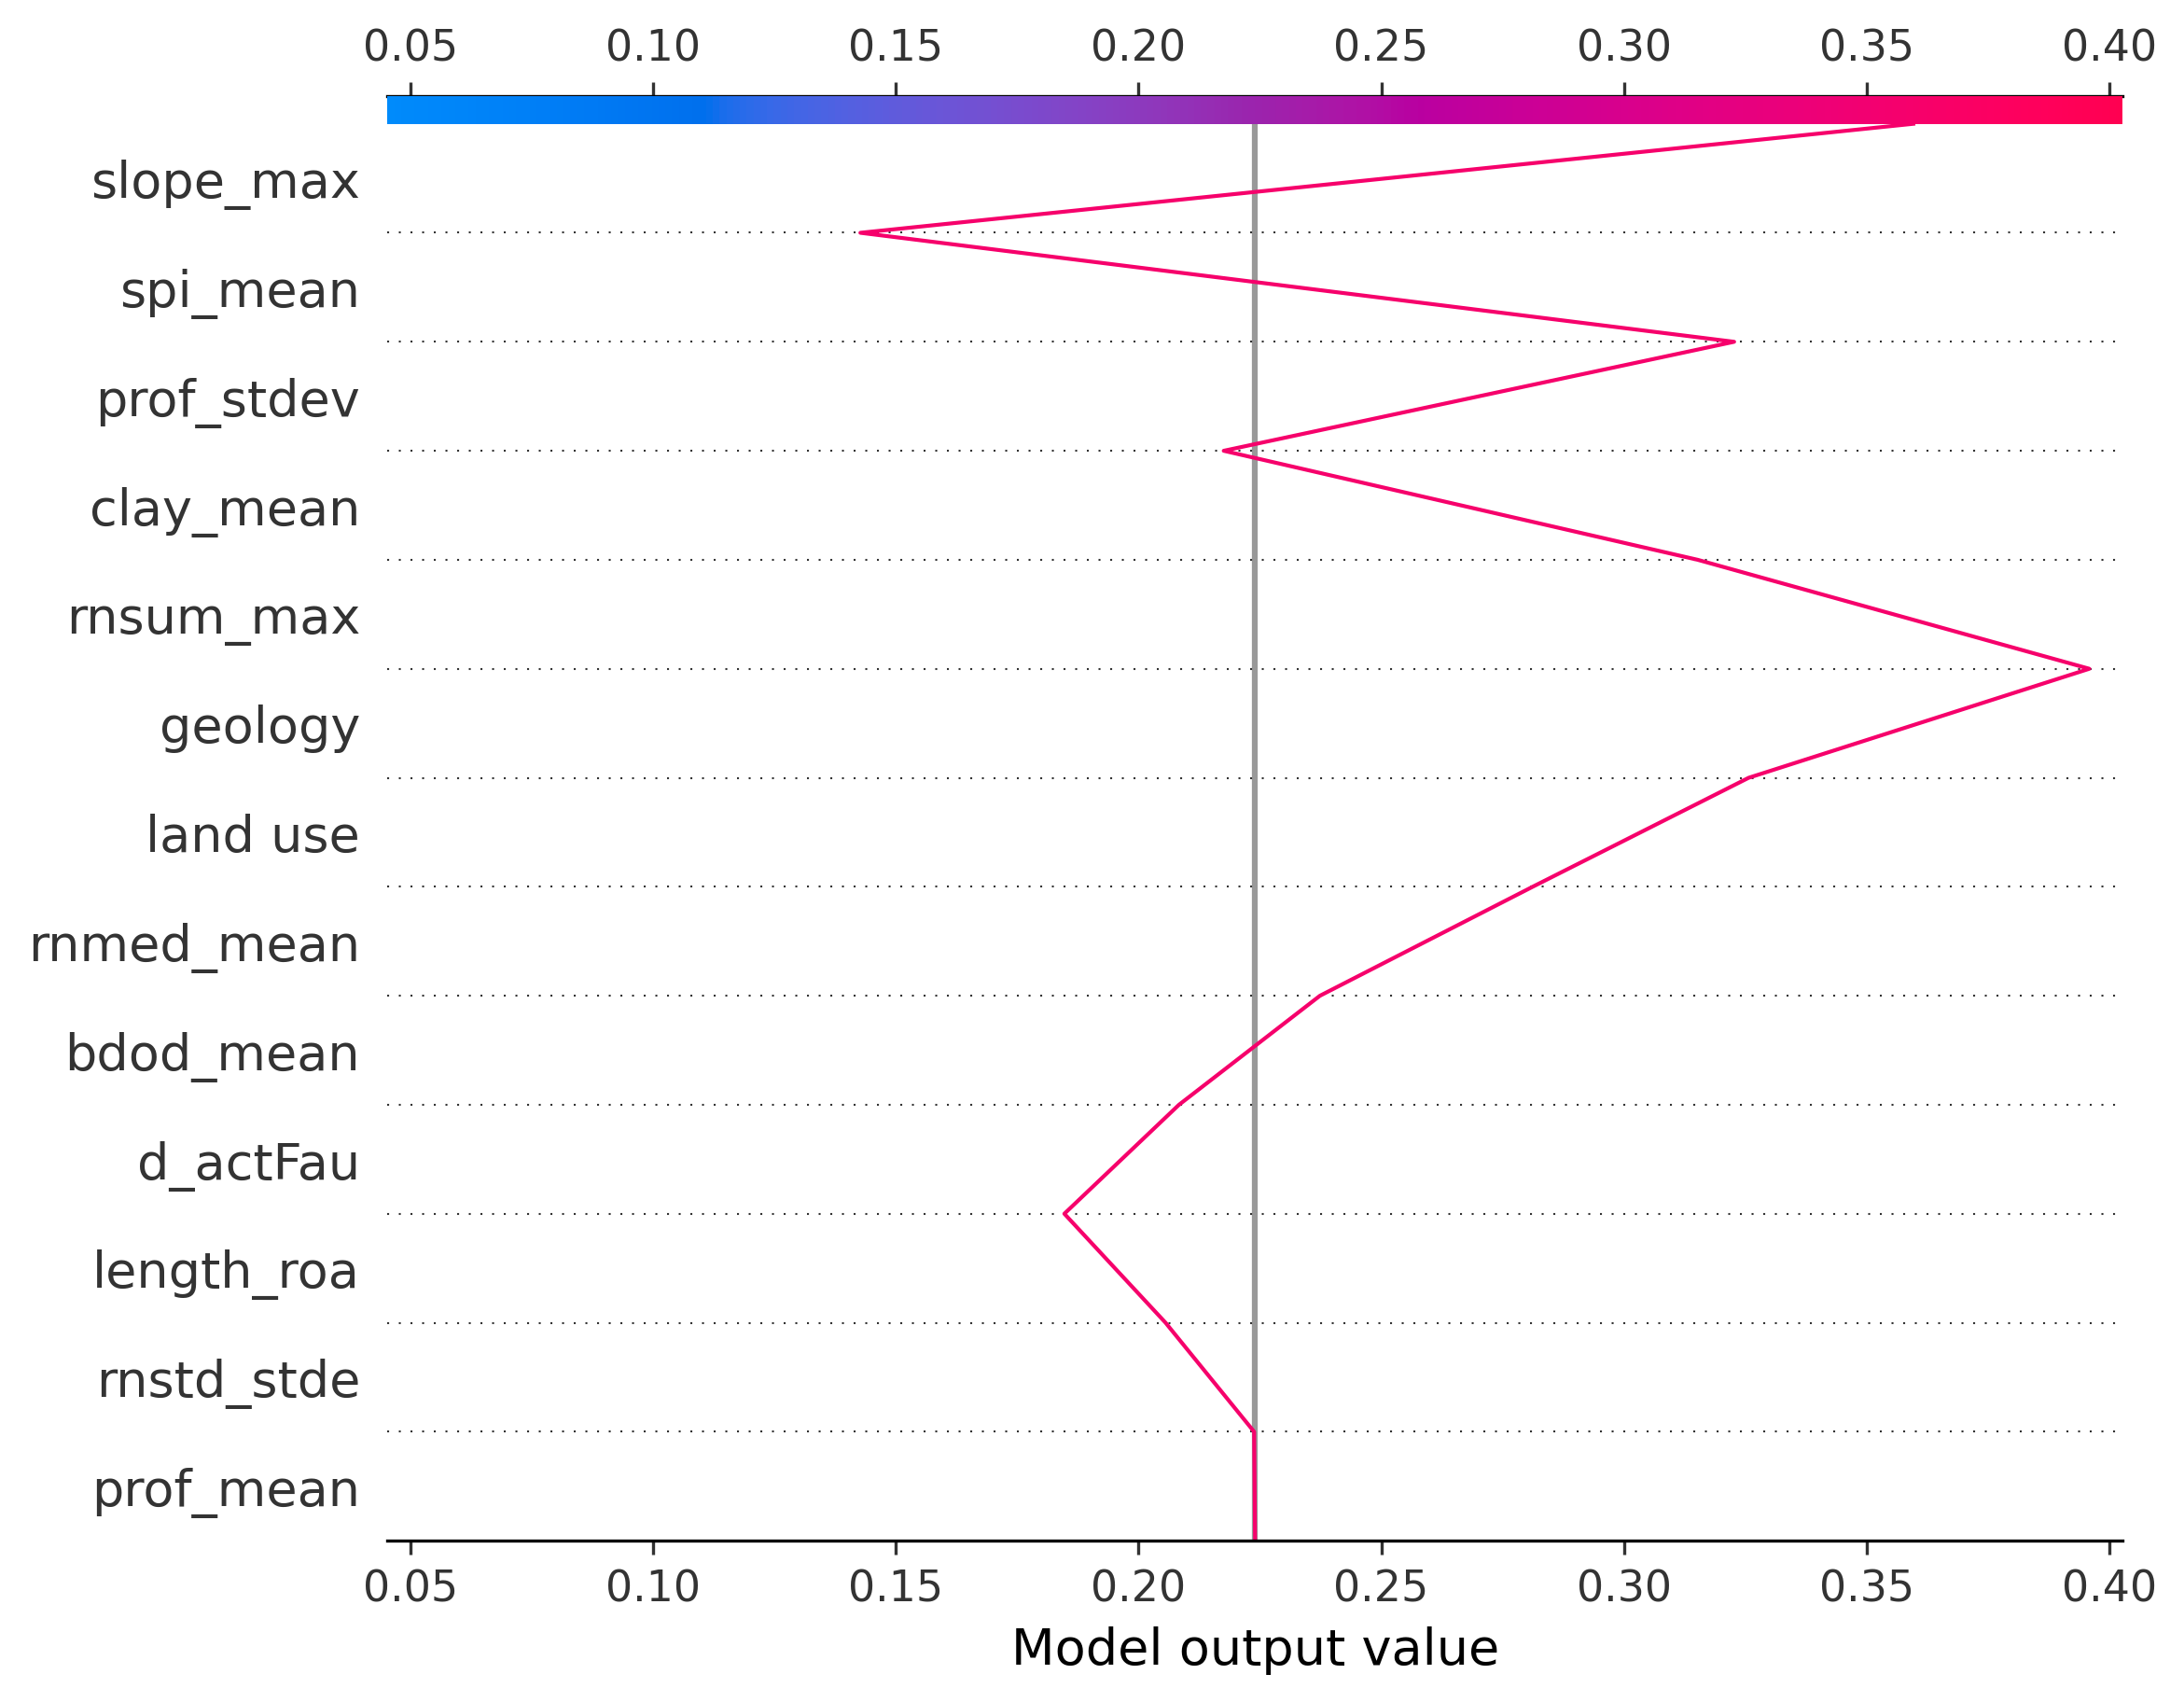 0.05 0.10 0.15 0.20 0.25 0.30 0.35 0.40
slope_max
spi_mean
prof_stdev
clay_mean
rnsum_max
geology
land use
rnmed_mean
bdod_mean
d_actFau
length_roa
rnstd_stde
prof_mean
0.05 0.10 0.15 0.20 0.25 0.30 0.35 0.40
Model output value